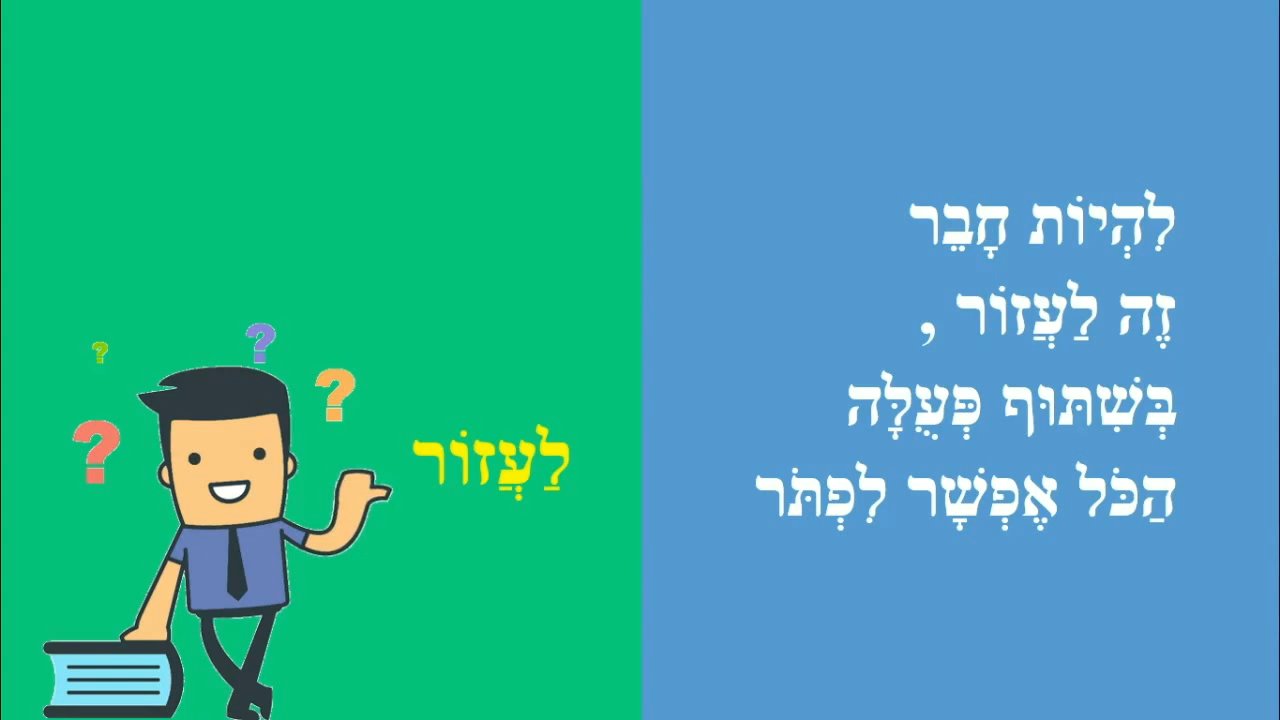 לִהְיוֹת חָבֵר
זֶה לַעֲזוֹר ,
בְּשִׁתּוּף פְּעֻלָּה
הַכֹּל אֶפְשָׁר לִפְתֹּר
לַעֲזוֹר
? ? ? ?